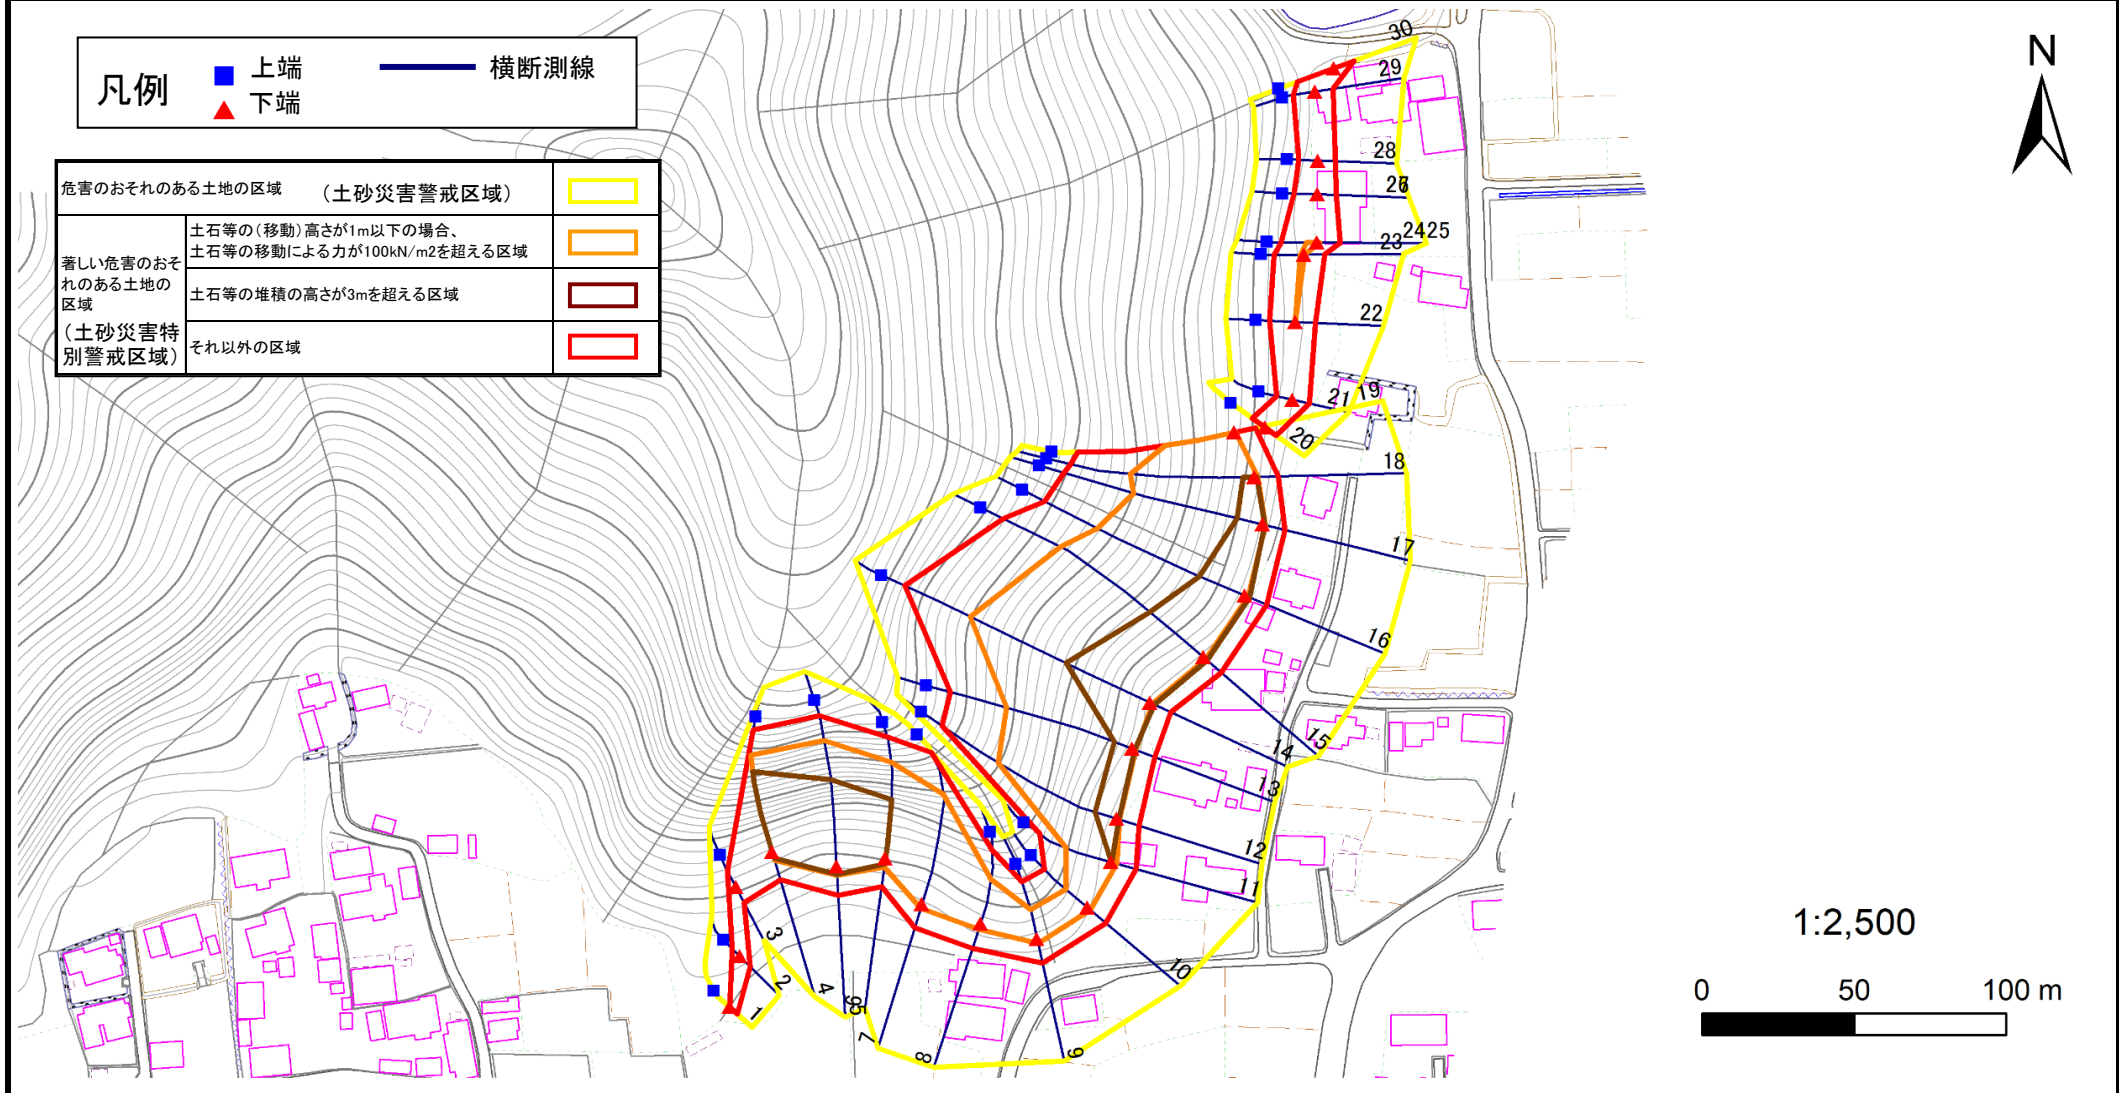 凡例
上端
下端
横断測線
危害のおそれのある土地の区域 (土砂災害警戒区域)
著しい危害のおそ
れのある土地の
区域
(土砂災害特
別警戒区域)
土石等の(移動)高さが1m以下の場合、
土石等の移動による力が100kN/m2を超える区域
土石等の堆積の高さが3mを超える区域
それ以外の区域
N
30
29
28
24
25
23
22
21
19
20
18
17
16
15
14
13
12
11
10
9
8
7
4
3
2
1
1:2,500
0 50 100 m